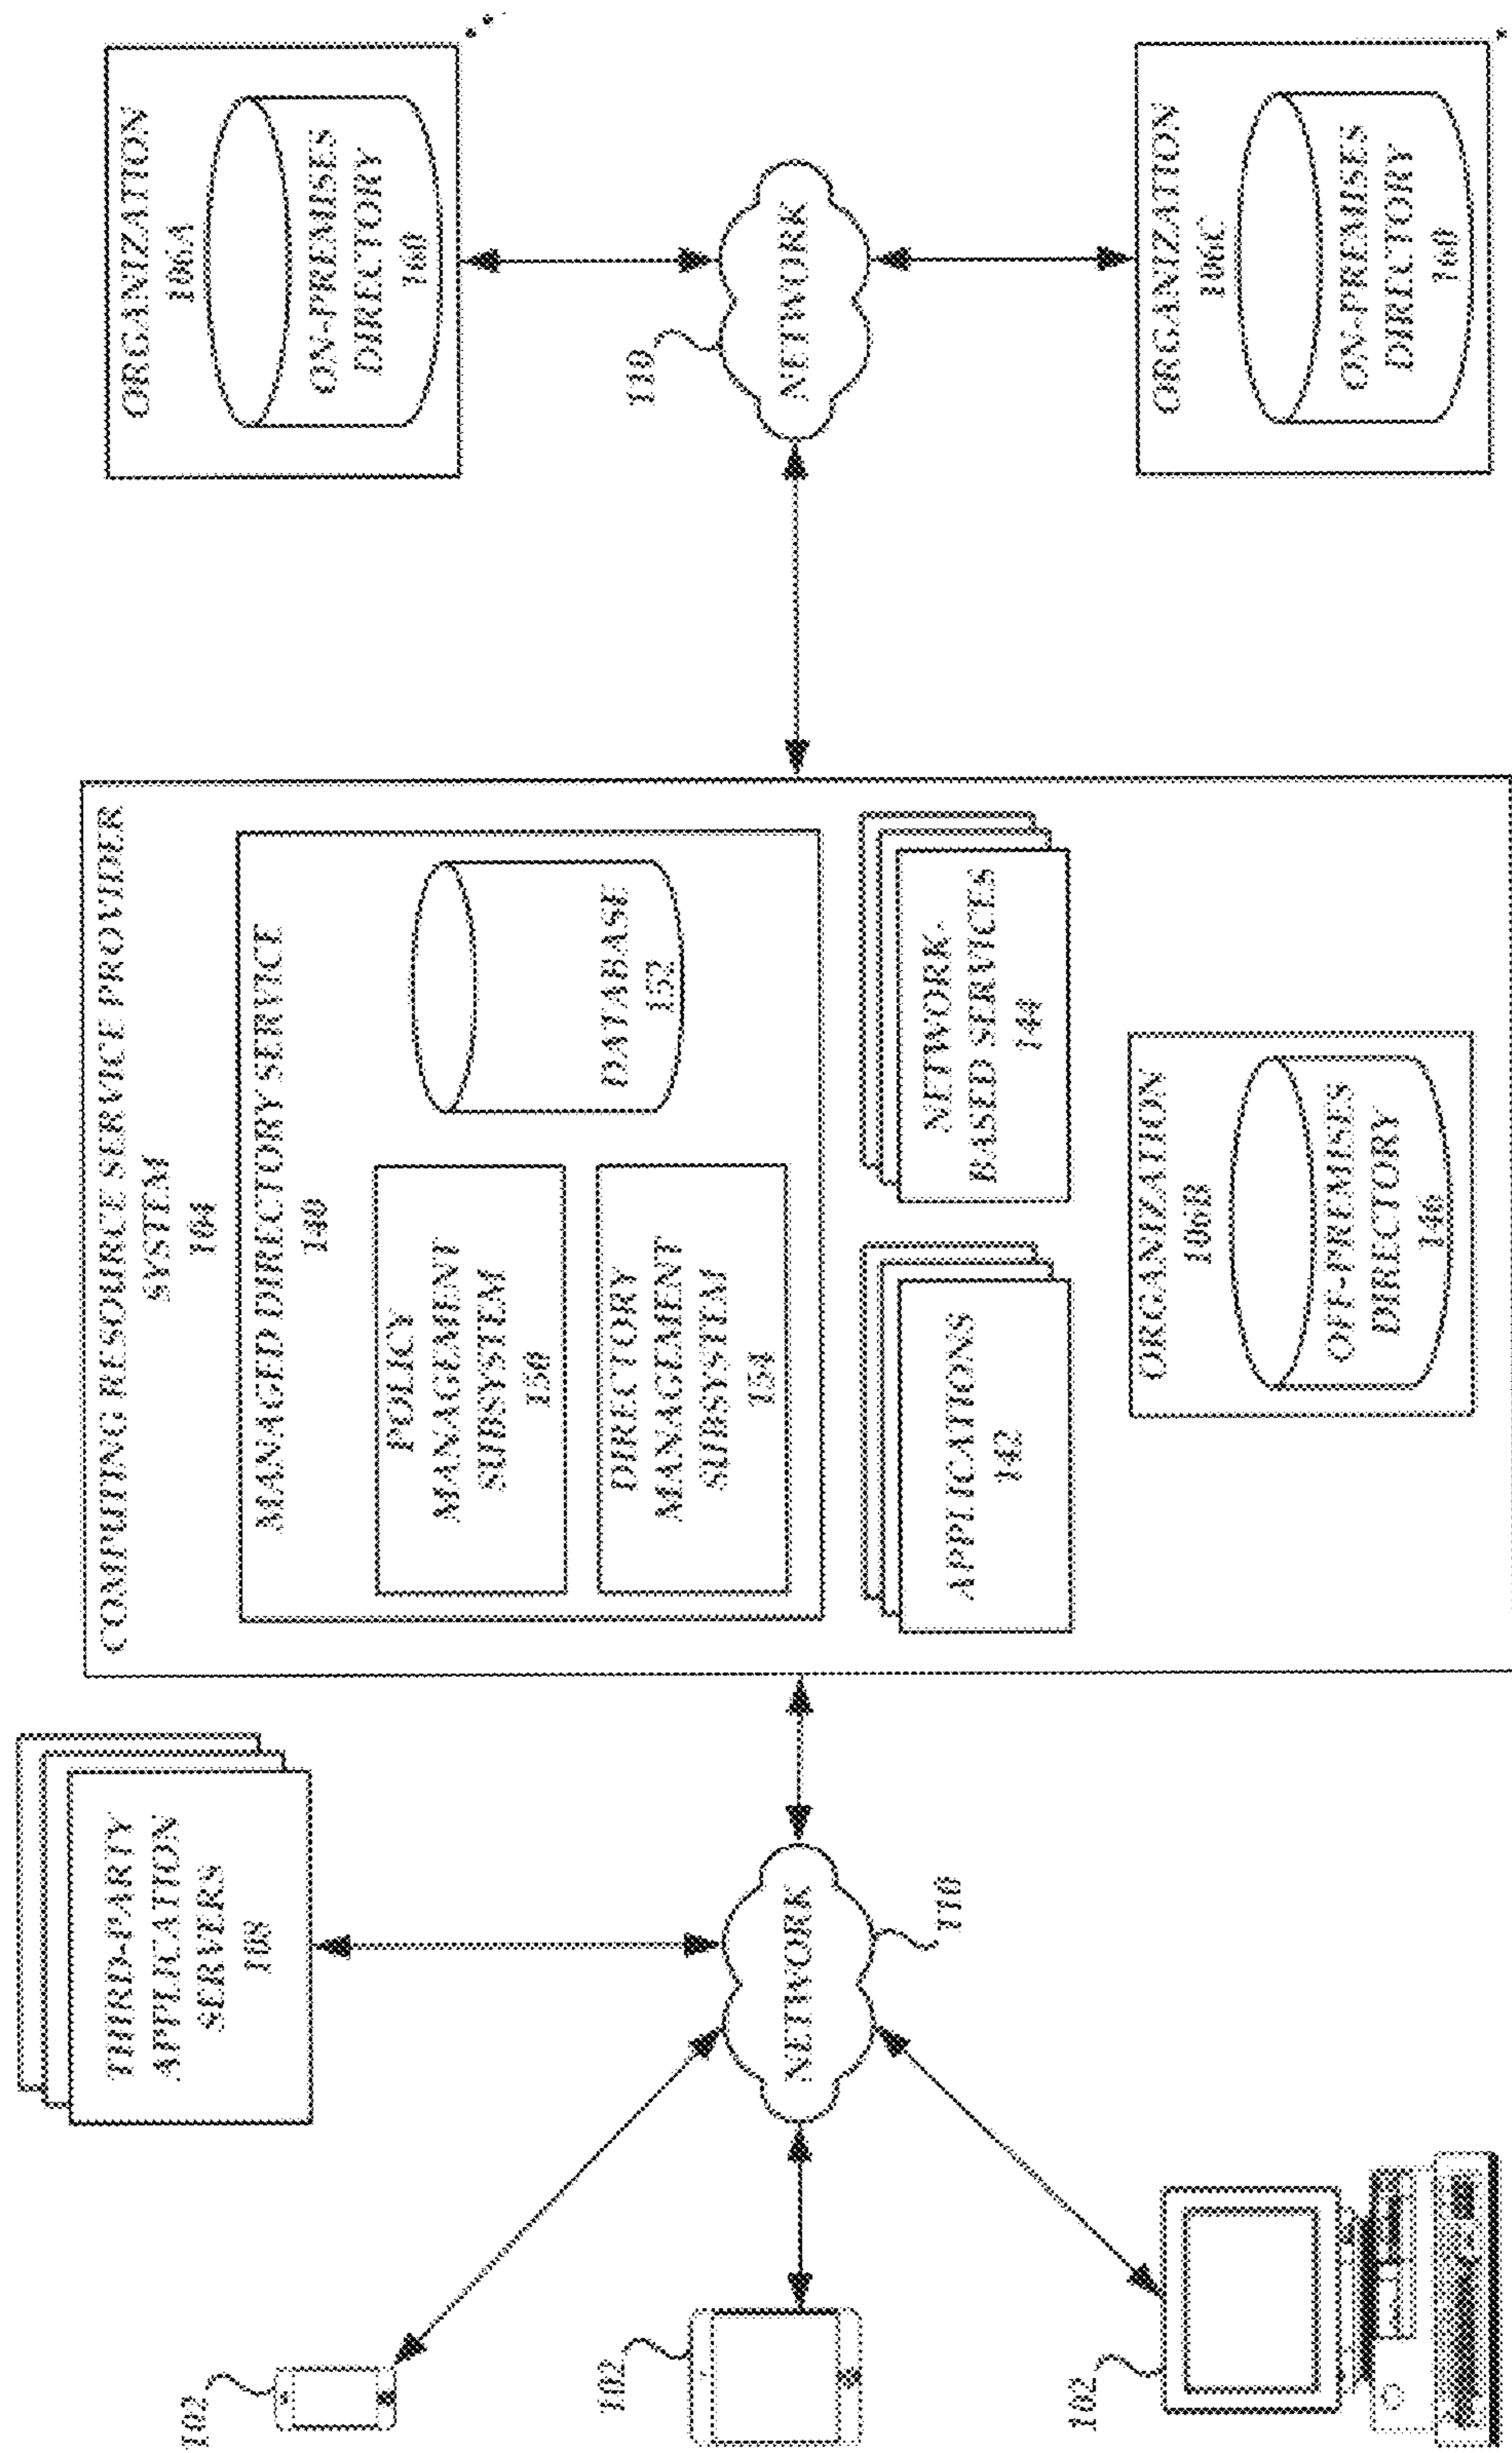 THIRD-PARTY
APPLICATION
SERVERS
108
102
102
102
NETWORK
110
COMPUTING RESOURCE SERVICE PROVIDER
SYSTEM
104
MANAGED DIRECTORY SERVICE
140
POLICY
MANAGEMENT
SUBSYSTEM
150
DIRECTORY
MANAGEMENT
SUBSYSTEM
154
DATABASE
152
APPLICATIONS
142
NETWORK-
BASED SERVICES
144
ORGANIZATION
106B
OFF-PREMISES
DIRECTORY
146
NETWORK
110
ORGANIZATION
106A
ON-PREMISES
DIRECTORY
160
ORGANIZATION
106C
ON-PREMISES
DIRECTORY
160